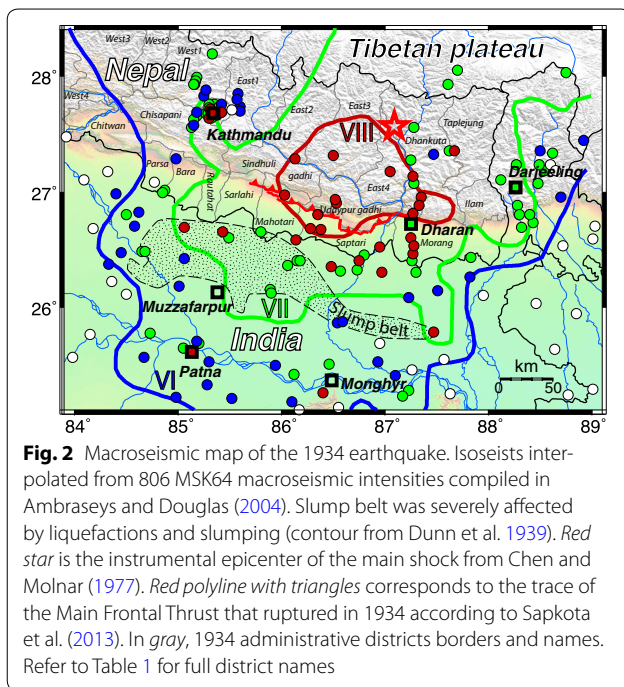 West3
West2
West1
28°
Nepal
Tibetan plateau
East1
West4
East2
East3
Chisapani
VIII
Chitwan
Kathmandu
Dhankuta
Taplejung
Parsa
Bara
Sindhuli
gadhi
Darjeeling
27°
Rautahat
Sarlahi
East4
Ilam
Udaypur gadhi
Mahotari
Dharan
Saptari
Morang
Muzzafarpur
VII
26°
Slump belt
India
Patna
Monghyr
km
VI
0 50
84° 85° 86° 87° 88° 89°
Fig. 2 Macroseismic map of the 1934 earthquake. Isoseists inter-
polated from 806 MSK64 macroseismic intensities compiled in
Ambraseys and Douglas (2004). Slump belt was severely affected
by liquefactions and slumping (contour from Dunn et al. 1939). Red
star is the instrumental epicenter of the main shock from Chen and
Molnar (1977). Red polyline with triangles corresponds to the trace of
the Main Frontal Thrust that ruptured in 1934 according to Sapkota
et al. (2013). In gray, 1934 administrative districts borders and names.
Refer to Table 1 for full district names